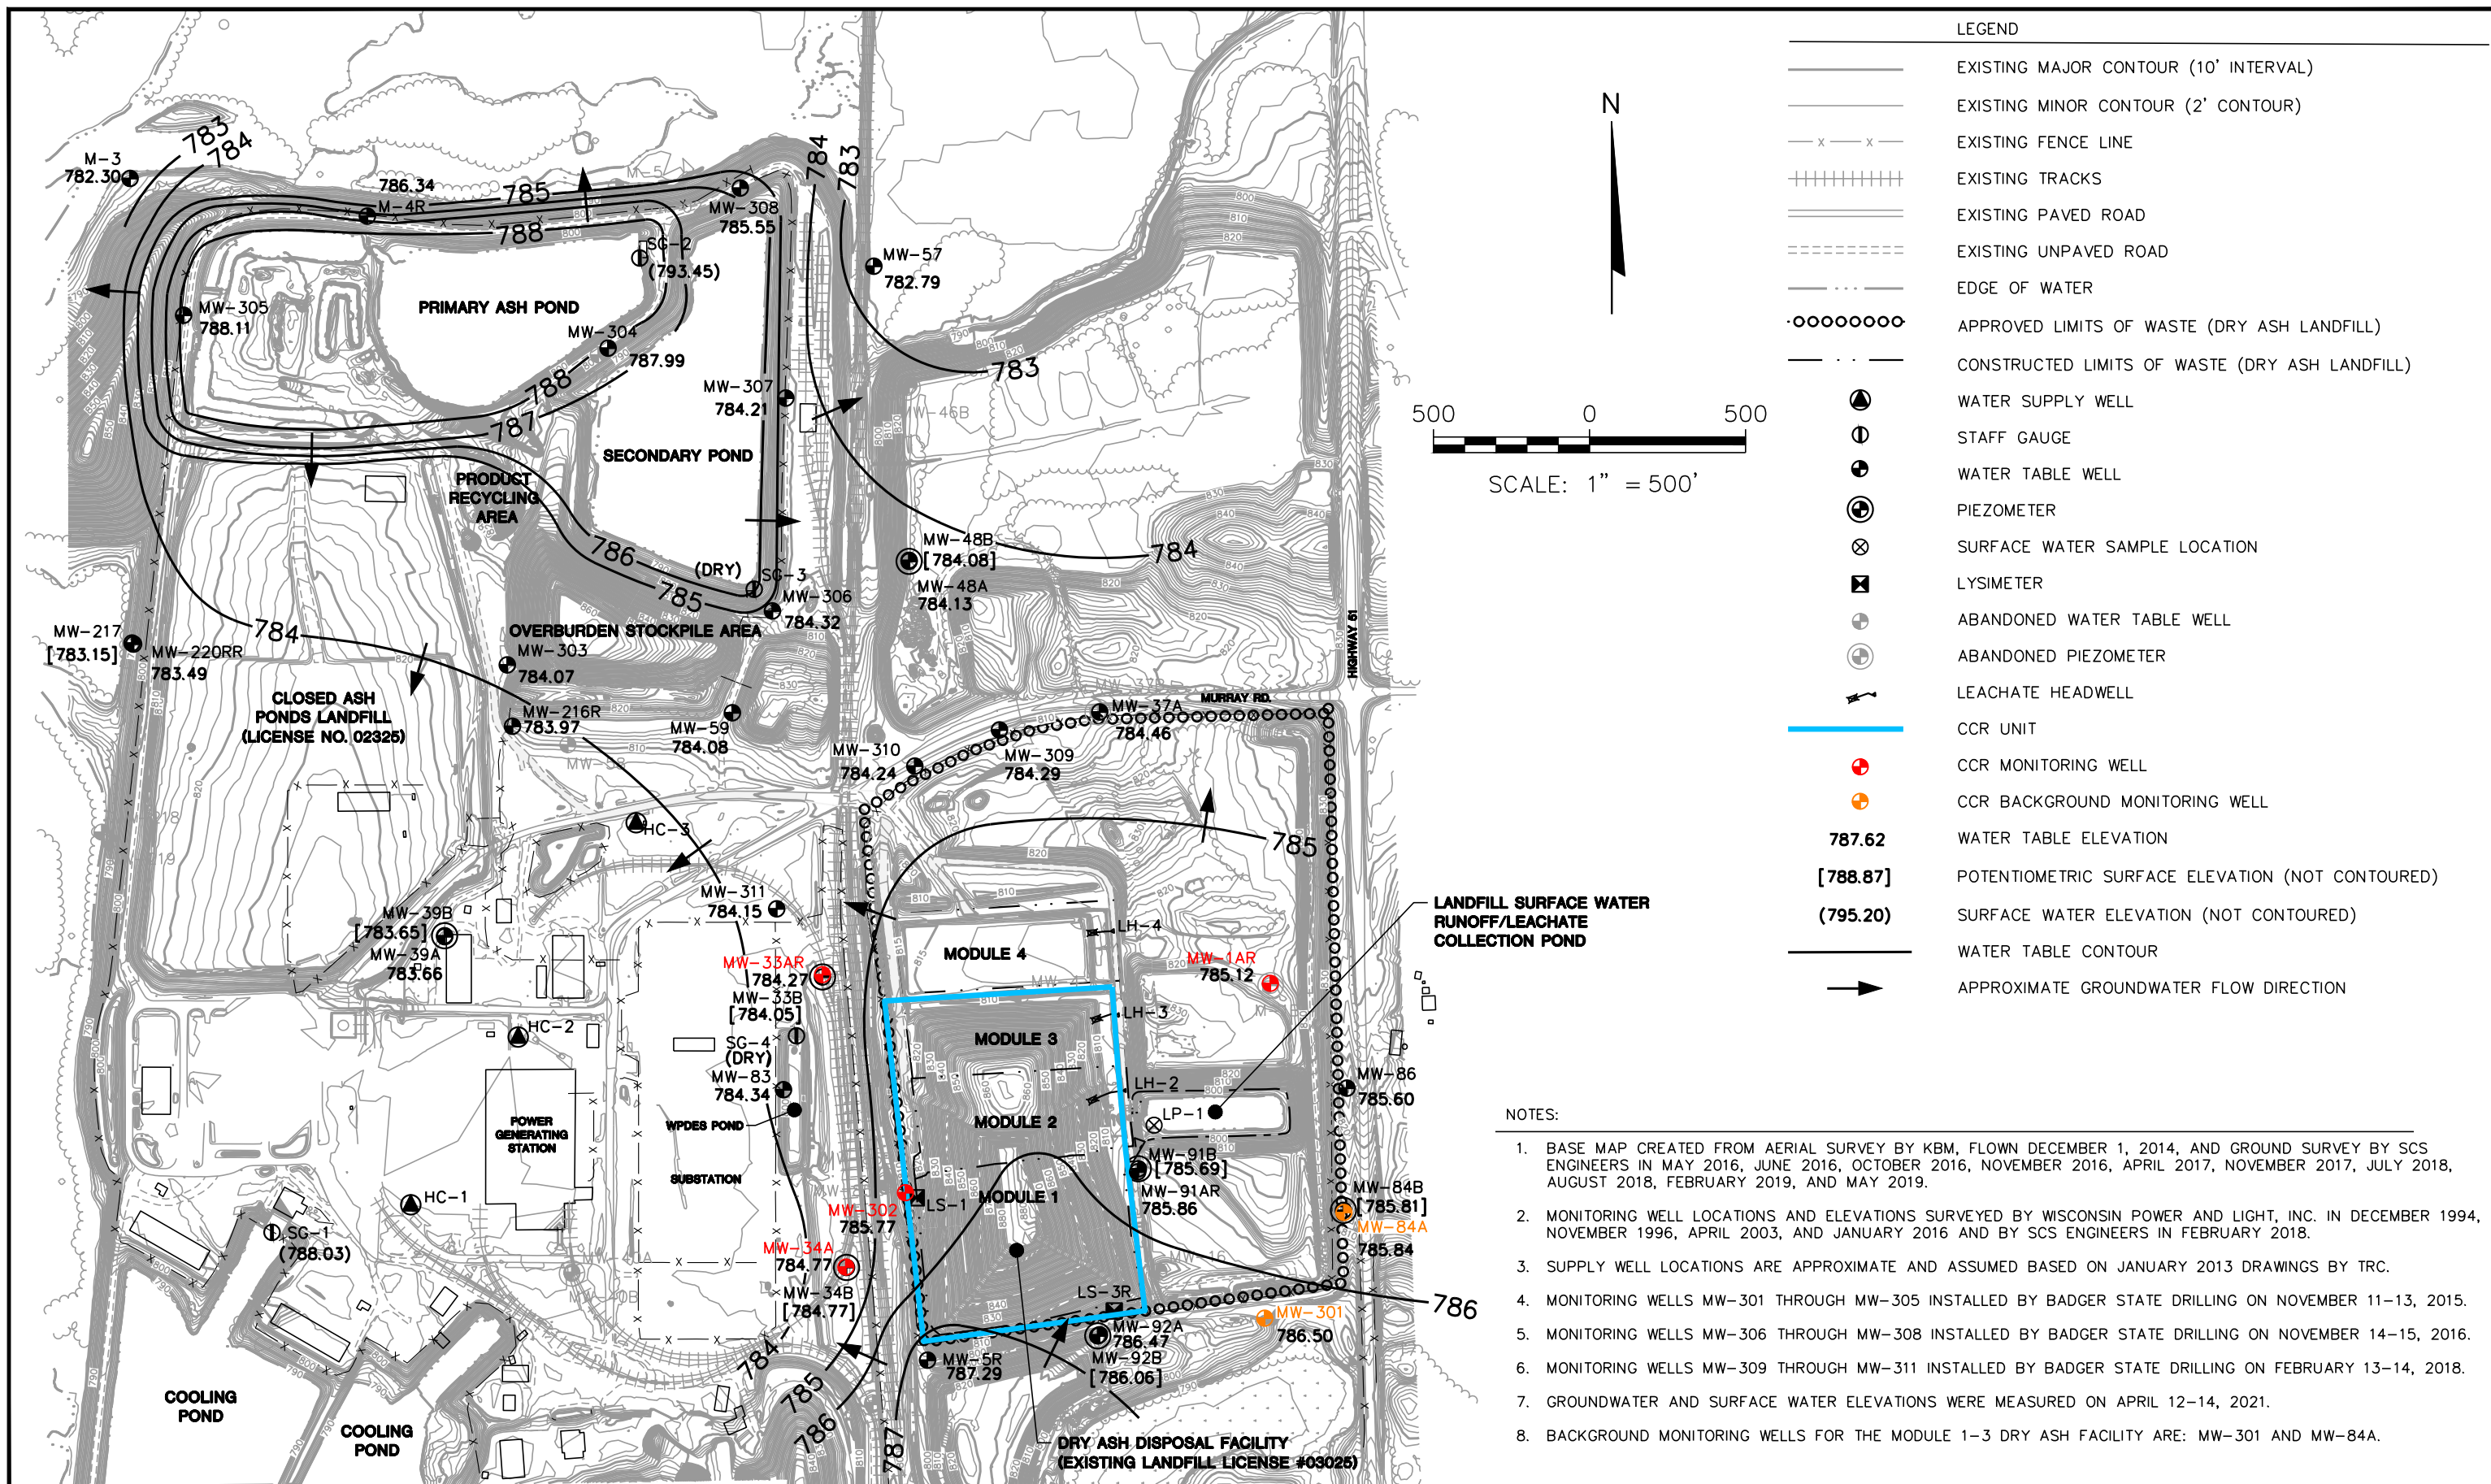 LEGEND
EXISTING MAJOR CONTOUR (10' INTERVAL)
EXISTING MINOR CONTOUR (2' CONTOUR)
EXISTING FENCE LINE
EXISTING TRACKS
EXISTING PAVED ROAD
EXISTING UNPAVED ROAD
EDGE OF WATER
APPROVED LIMITS OF WASTE (DRY ASH LANDFILL)
CONSTRUCTED LIMITS OF WASTE (DRY ASH LANDFILL)
WATER SUPPLY WELL
STAFF GAUGE
WATER TABLE WELL
PIEZOMETER
SURFACE WATER SAMPLE LOCATION
LYSIMETER
ABANDONED WATER TABLE WELL
ABANDONED PIEZOMETER
LEACHATE HEADWELL
CCR UNIT
CCR MONITORING WELL
CCR BACKGROUND MONITORING WELL
787.62 WATER TABLE ELEVATION
[788.87] POTENTIOMETRIC SURFACE ELEVATION (NOT CONTOURED)
(795.20) SURFACE WATER ELEVATION (NOT CONTOURED)
WATER TABLE CONTOUR
APPROXIMATE GROUNDWATER FLOW DIRECTION
N
500 0 500
SCALE: 1" = 500'
783
784
M-3
782.30
786.34
M-4R
785
788
M-5
MW-308
785.55
784
783
SG-2
(793.45)
MW-57
782.79
MW-305
788.11
PRIMARY ASH POND
MW-304
787.99
788
787
MW-307
784.21
783
MW-46B
SECONDARY POND
PRODUCT
RECYCLING
AREA
786
785
(DRY)
SG-3
MW-306
784.32
MW-48B
[784.08]
MW-48A
784.13
784
HIGHWAY 61
784
MW-217
[783.15]
MW-220RR
783.49
OVERBURDEN STOCKPILE AREA
MW-303
784.07
CLOSED ASH
PONDS LANDFILL
(LICENSE NO. 02325)
MW-216R
783.97
MW-59
784.08
MURRAY RD.
MW-37A
784.46
MW-309
784.29
MW-310
784.24
HC-3
785
MW-311
784.15
MW-39B
[783.65]
MW-39A
783.66
MODULE 4
LH-4
LANDFILL SURFACE WATER
RUNOFF/LEACHATE
COLLECTION POND
MW-33AR
784.27
MW-33B
[784.05]
MW-1AR
785.12
HC-2
LH-3
MODULE 3
SG-4
(DRY)
MW-83
784.34
LH-2
MW-86
785.60
LP-1
POWER
GENERATING
STATION
WPDES POND
MODULE 2
SUBSTATION
MW-91B
[785.69]
MW-91AR
785.86
MODULE 1
LS-1
MW-302
785.77
MW-84B
[785.81]
MW-84A
785.84
HC-1
SG-1
(788.03)
MW-34A
784.77
MW-34B
[784.77]
LS-3R
786
MW-301
786.50
MW-92A
786.47
MW-92B
[786.06]
MW-5R
787.29
784
785
786
787
COOLING
POND
COOLING
POND
DRY ASH DISPOSAL FACILITY
(EXISTING LANDFILL LICENSE #03025)
NOTES:
1. BASE MAP CREATED FROM AERIAL SURVEY BY KBM, FLOWN DECEMBER 1, 2014, AND GROUND SURVEY BY SCS
ENGINEERS IN MAY 2016, JUNE 2016, OCTOBER 2016, NOVEMBER 2016, APRIL 2017, NOVEMBER 2017, JULY 2018,
AUGUST 2018, FEBRUARY 2019, AND MAY 2019.
2. MONITORING WELL LOCATIONS AND ELEVATIONS SURVEYED BY WISCONSIN POWER AND LIGHT, INC. IN DECEMBER 1994,
NOVEMBER 1996, APRIL 2003, AND JANUARY 2016 AND BY SCS ENGINEERS IN FEBRUARY 2018.
3. SUPPLY WELL LOCATIONS ARE APPROXIMATE AND ASSUMED BASED ON JANUARY 2013 DRAWINGS BY TRC.
4. MONITORING WELLS MW-301 THROUGH MW-305 INSTALLED BY BADGER STATE DRILLING ON NOVEMBER 11-13, 2015.
5. MONITORING WELLS MW-306 THROUGH MW-308 INSTALLED BY BADGER STATE DRILLING ON NOVEMBER 14-15, 2016.
6. MONITORING WELLS MW-309 THROUGH MW-311 INSTALLED BY BADGER STATE DRILLING ON FEBRUARY 13-14, 2018.
7. GROUNDWATER AND SURFACE WATER ELEVATIONS WERE MEASURED ON APRIL 12-14, 2021.
8. BACKGROUND MONITORING WELLS FOR THE MODULE 1-3 DRY ASH FACILITY ARE: MW-301 AND MW-84A.